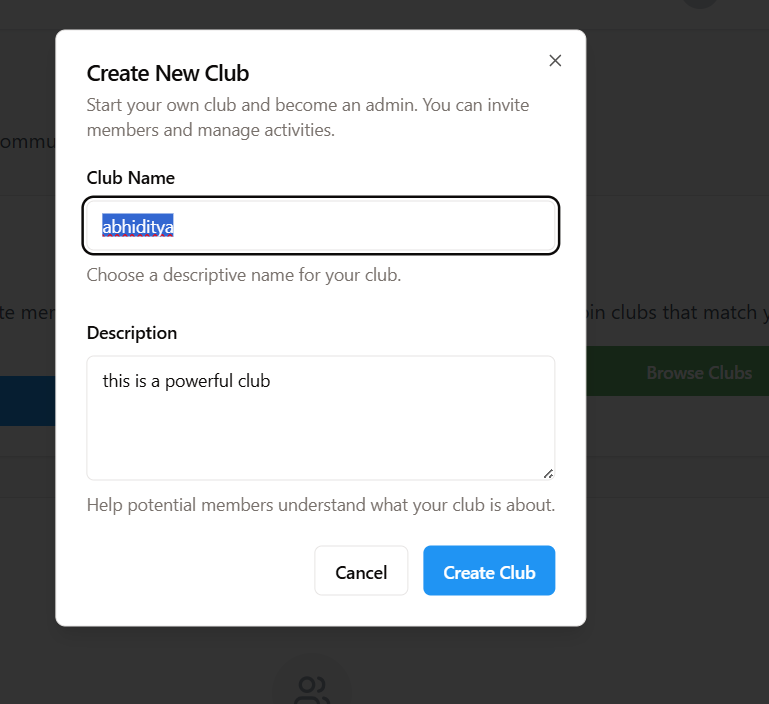 Create New Club
Start your own club and become an admin. You can invite
members and manage activities.
ommu
Club Name
abhiditya
Choose a descriptive name for your club.
te mer
in clubs that match y
Description
this is a powerful club
Browse Clubs
Help potential members understand what your club is about.
Cancel
Create Club